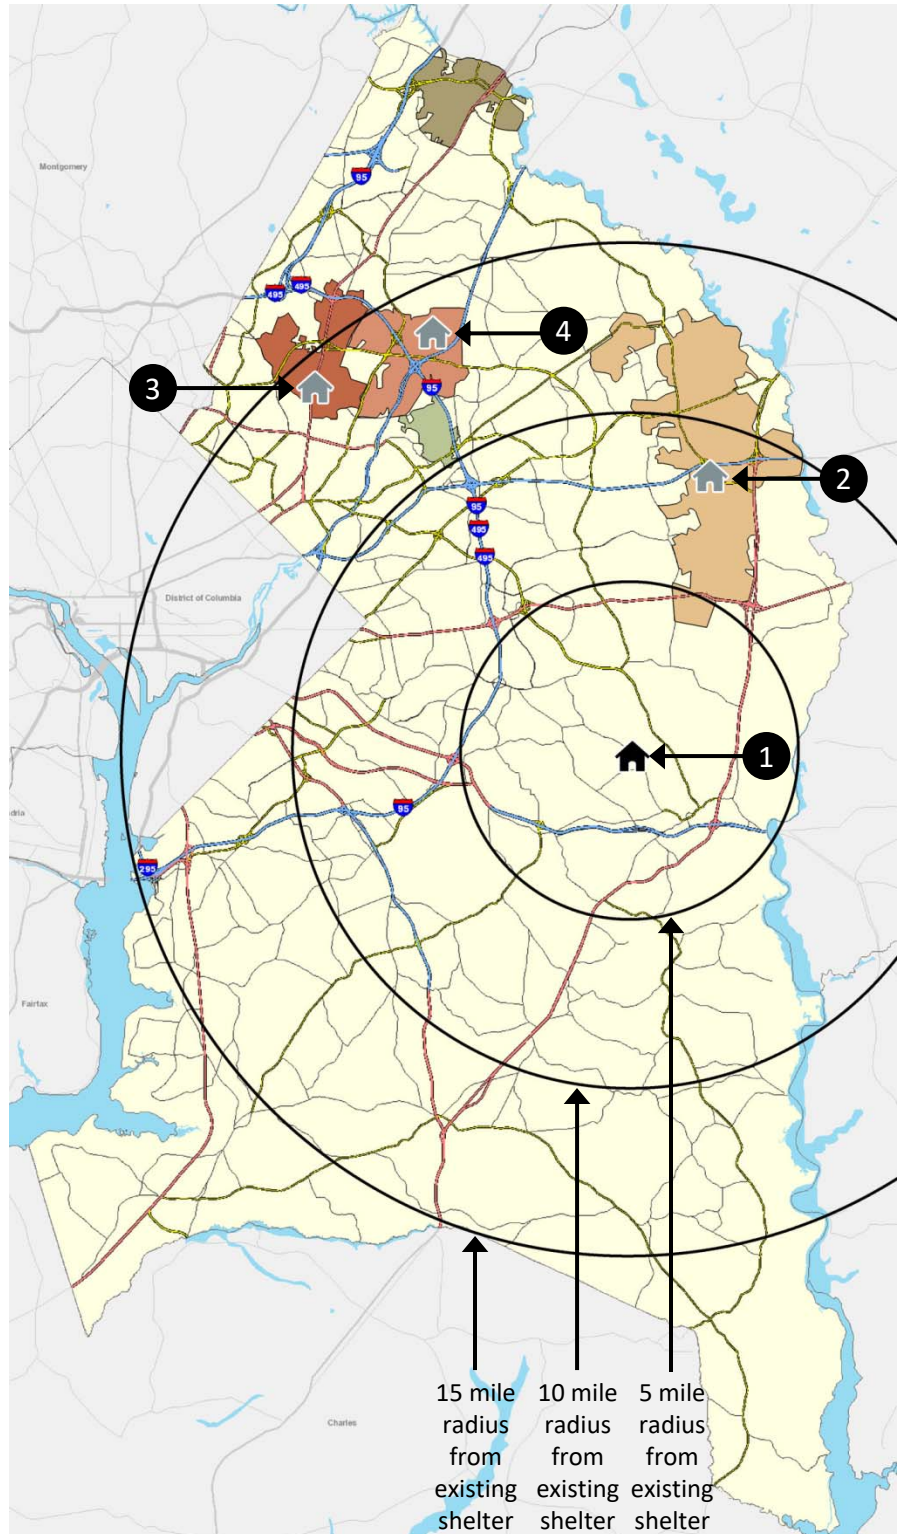 Montgomery
95
495
495
4
3
95
2
95
495
495
District of Columbia
1
dria
95
295
Fairfax
Charles
15 mile
radius
from
existing
shelter
10 mile
radius
from
existing
shelter
5 mile
radius
from
existing
shelter